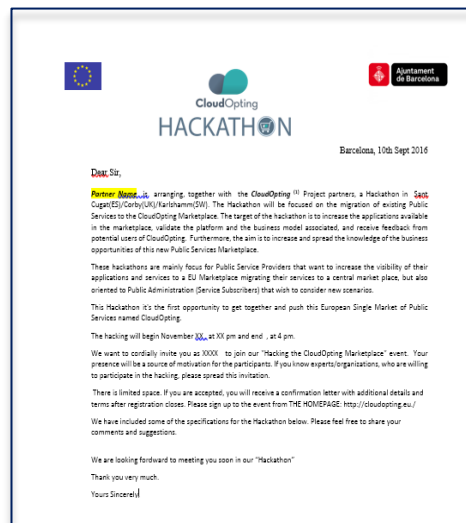 Ajuntament
de Barcelona
CloudOpting
HACKATHON
Barcelona, 10th Sept 2016
Dear Sir,
Partner Name is, arranging, together with the CloudOpting (1) Project partners, a Hackathon in Sant
Cugat(ES)/Corby(UK)/Karlshamm(SW). The Hackathon will be focused on the migration of existing Public
Services to the CloudOpting Marketplace. The target of the hackathon is to increase the applications available
in the marketplace, validate the platform and the business model associated, and receive feedback from
potential users of CloudOpting. Furthermore, the aim is to increase and spread the knowledge of the business
opportunities of this new Public Services Marketplace.
These hackathons are mainly focus for Public Service Providers that want to increase the visibility of their
applications and services to a EU Marketplace migrating their services to a central market place, but also
oriented to Public Administration (Service Subscribers) that wish to consider new scenarios.
This Hackathon it's the first opportunity to get together and push this European Single Market of Public
Services named CloudOpting.
The hacking will begin November XX, at XX pm and end , at 4 pm.
We want to cordially invite you as XXXX to join our "Hacking the CloudOpting Marketplace" event. Your
presence will be a source of motivation for the participants. If you know experts/organizations, who are willing
to participate in the hacking, please spread this invitation.
There is limited space. If you are accepted, you will receive a confirmation letter with additional details and
terms after registration closes. Please sign up to the event from THE HOMEPAGE: http://cloudopting.eu./
We have included some of the specifications for the Hackathon below. Please feel free to share your
comments and suggestions.
We are looking fordward to meeting you soon in our "Hackathon"
Thank you very much.
Yours Sincerely